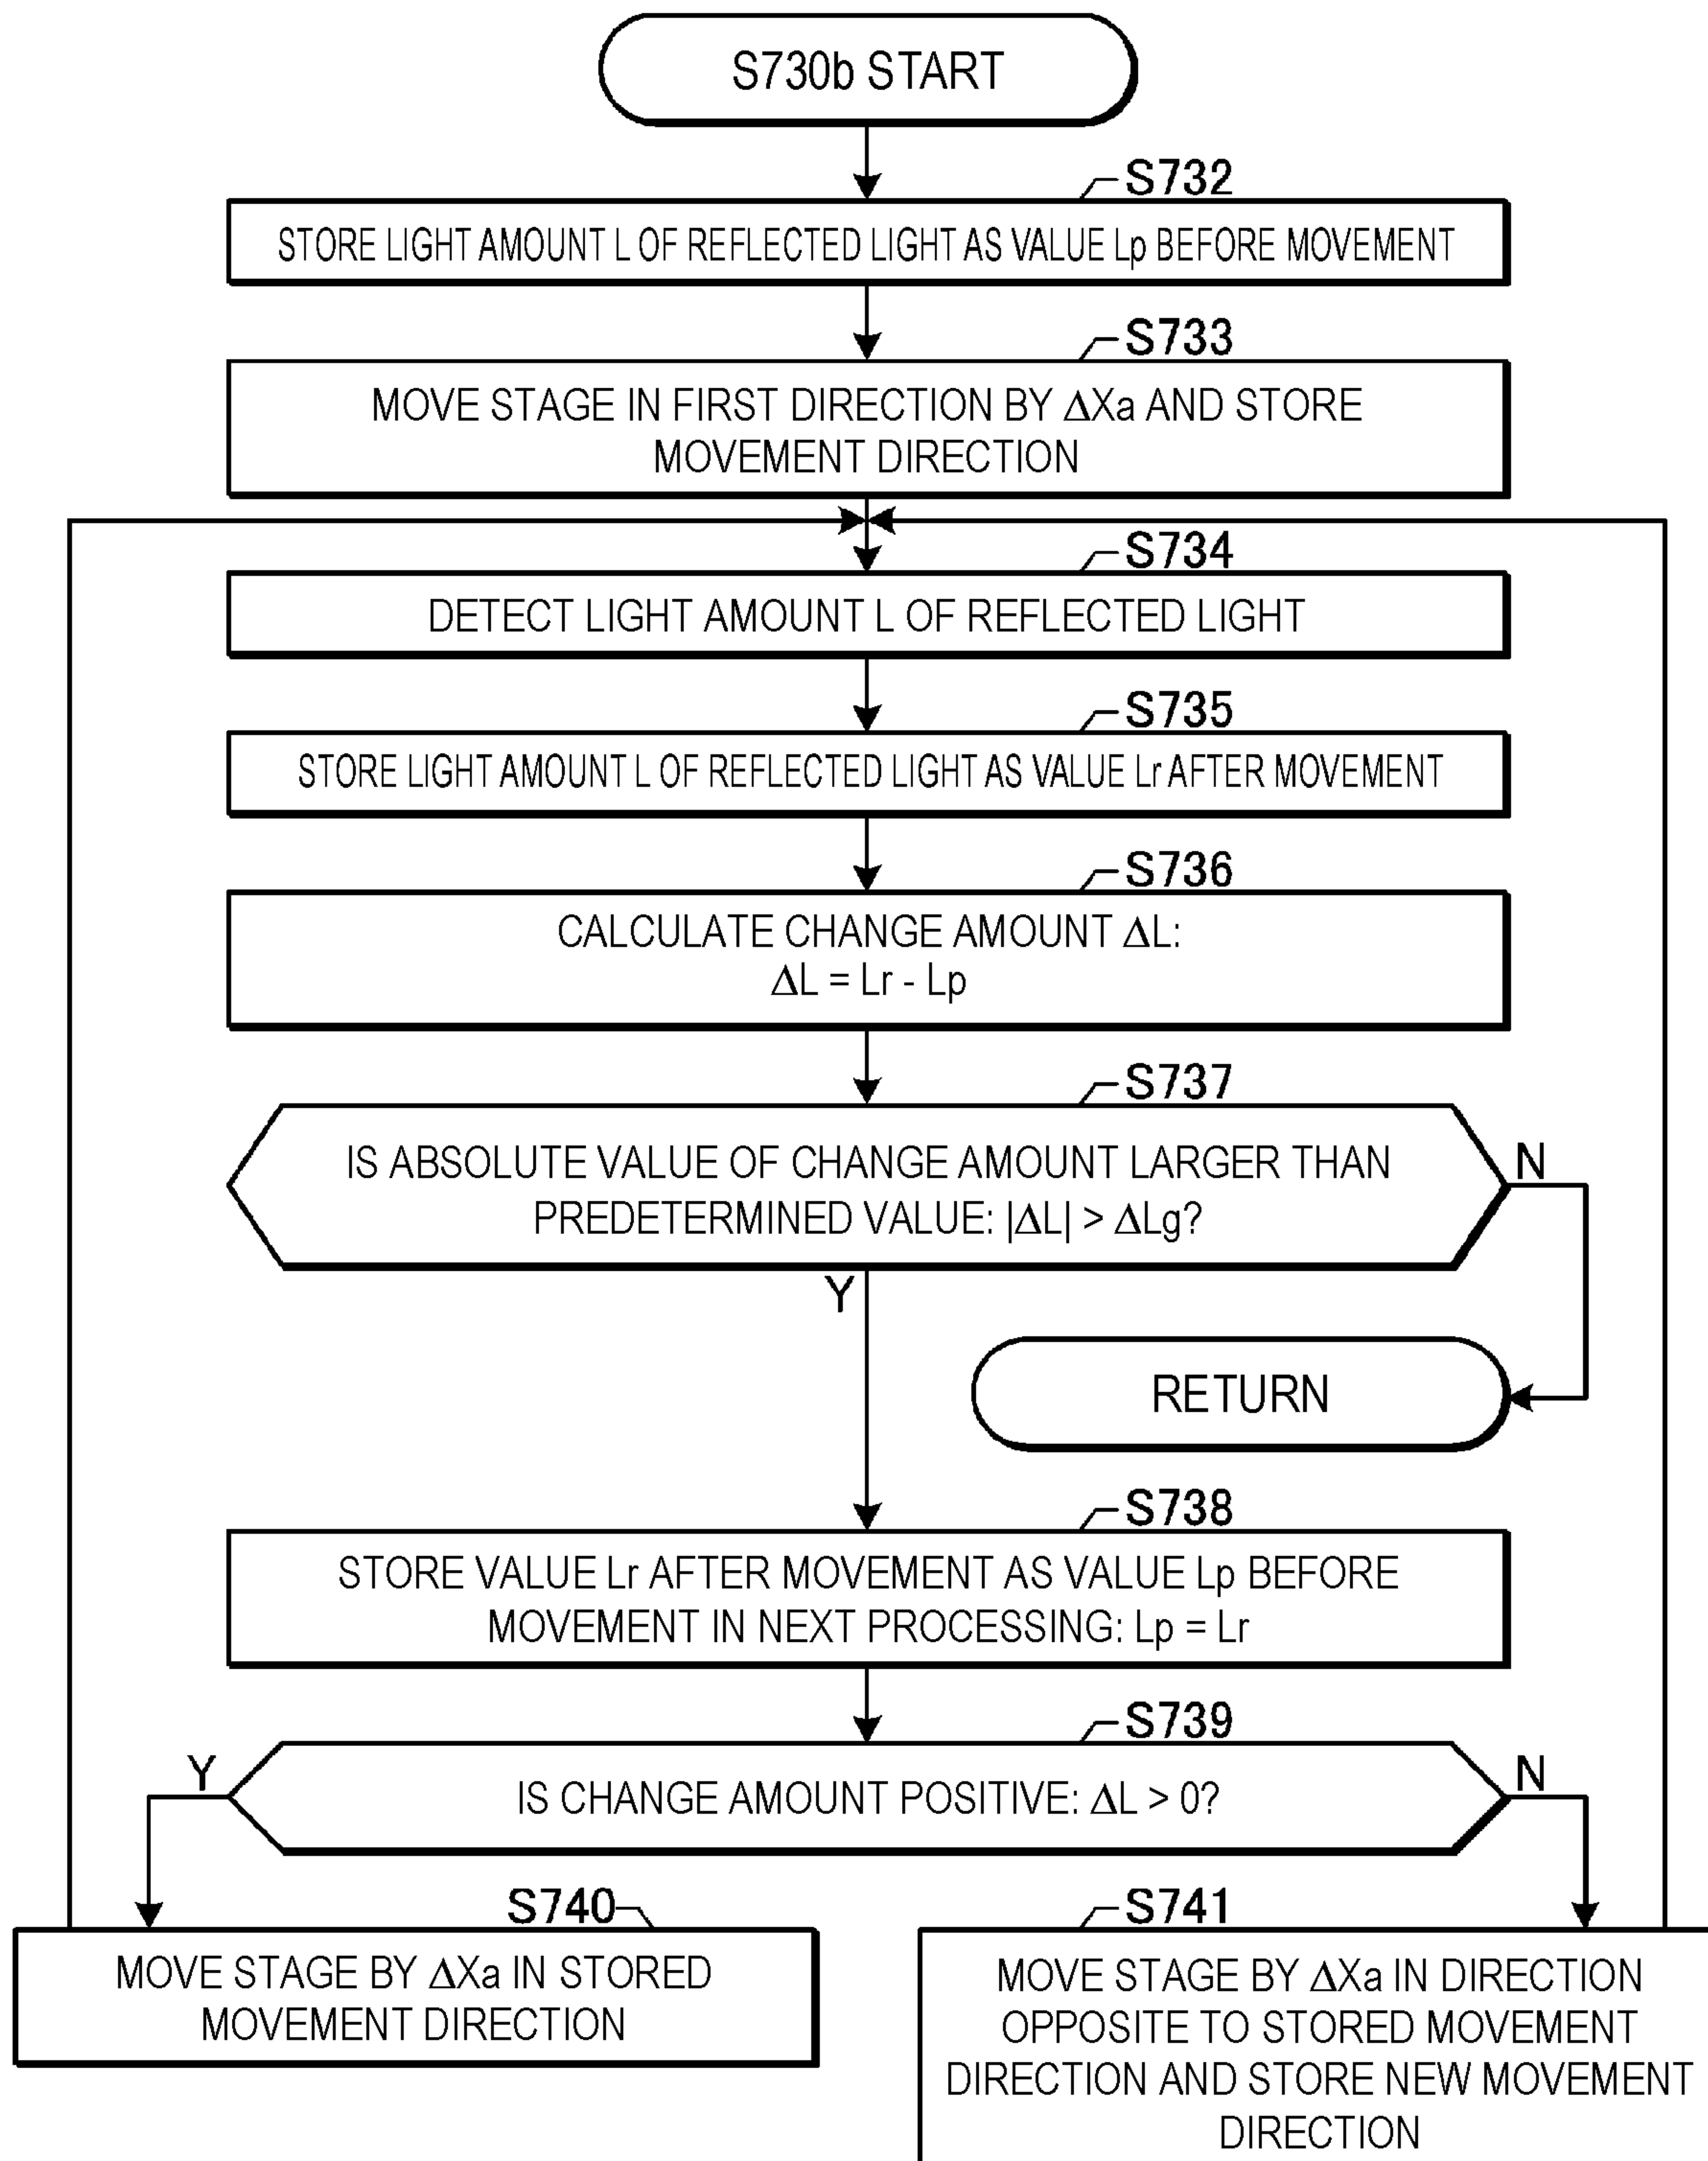 S730b START
S732
STORE LIGHT AMOUNT L OF REFLECTED LIGHT AS VALUE Lp BEFORE MOVEMENT
S733
MOVE STAGE IN FIRST DIRECTION BY ΔXa AND STORE
MOVEMENT DIRECTION
S734
DETECT LIGHT AMOUNT L OF REFLECTED LIGHT
S735
STORE LIGHT AMOUNT L OF REFLECTED LIGHT AS VALUE Lr AFTER MOVEMENT
S736
CALCULATE CHANGE AMOUNT ΔL:
ΔL = Lr - Lp
S737
IS ABSOLUTE VALUE OF CHANGE AMOUNT LARGER THAN
PREDETERMINED VALUE: |ΔL| > ΔLg?
N
Y
RETURN
S738
STORE VALUE Lr AFTER MOVEMENT AS VALUE Lp BEFORE
MOVEMENT IN NEXT PROCESSING: Lp = Lr
S739
Y
IS CHANGE AMOUNT POSITIVE: ΔL > 0?
N
S740
MOVE STAGE BY ΔXa IN STORED
MOVEMENT DIRECTION
S741
MOVE STAGE BY ΔXa IN DIRECTION
OPPOSITE TO STORED MOVEMENT
DIRECTION AND STORE NEW MOVEMENT
DIRECTION